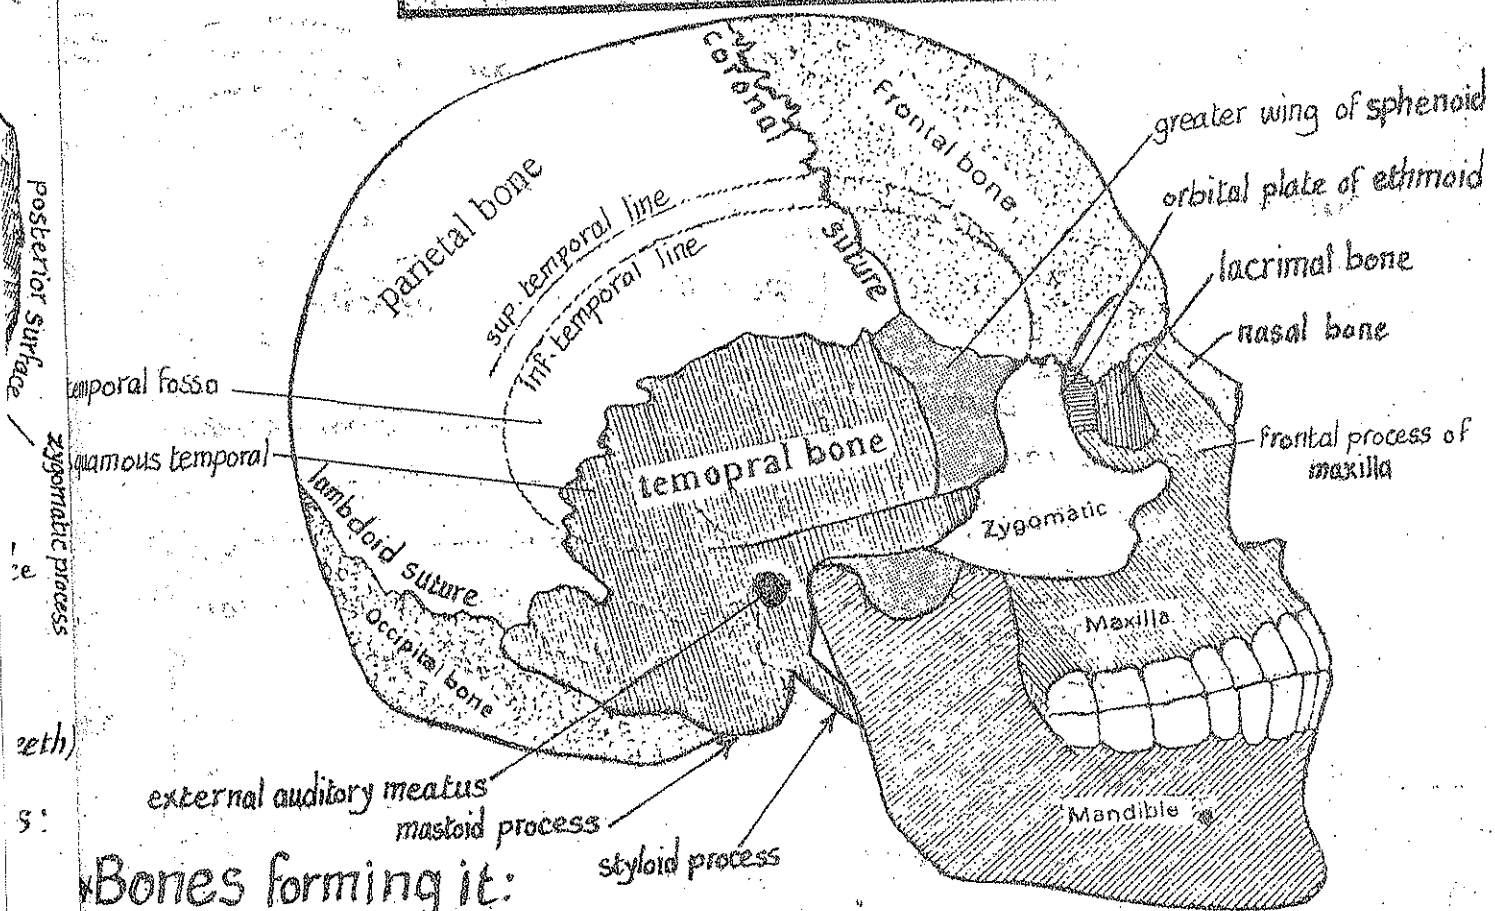 coronal
suture
Frontal bone,
greater wing of sphenoid
orbital plate of ethmoid
lacrimal bone
nasal bone
frontal process of
maxilla
parietal bone
sup. temporal line
inf. temporal line
posterior surface
zygomatic process
emporal fossa
quamous temporal
temopral bone
Zygomatic
lambdoid suture
Occipital bone
Maxilla
Mandible
eeth)
s:
external auditory meatus
mastoid process
styloid process
*Bones forming it: